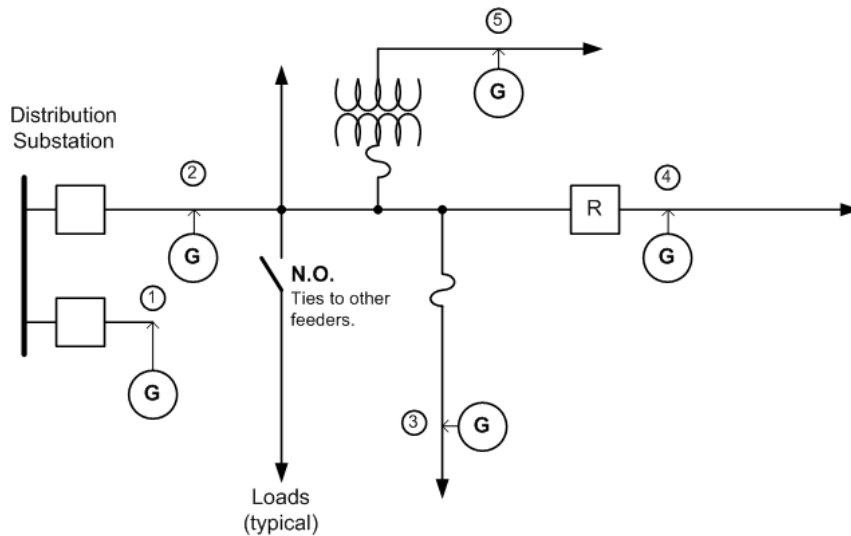 5
G
Distribution
Substation
2
4
R
G
G
N.O.
Ties to other
feeders.
1
G
3
G
Loads
(typical)